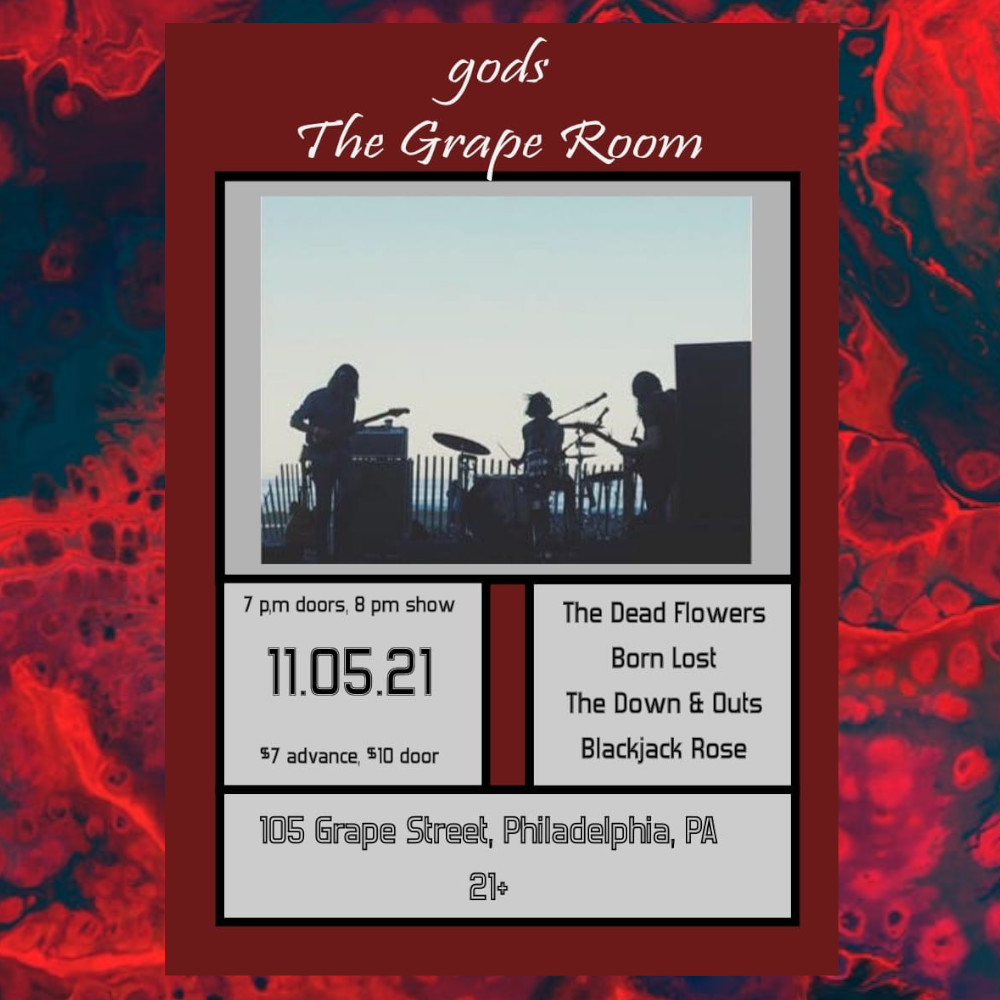 gods
The Grape Room
7 p,m doors, 8 pm show
11.05.21
$7 advance, $10 door
The Dead Flowers
Born Lost
The Down & Outs
Blackjack Rose
105 Grape Street, Philadelphia, PA
21+